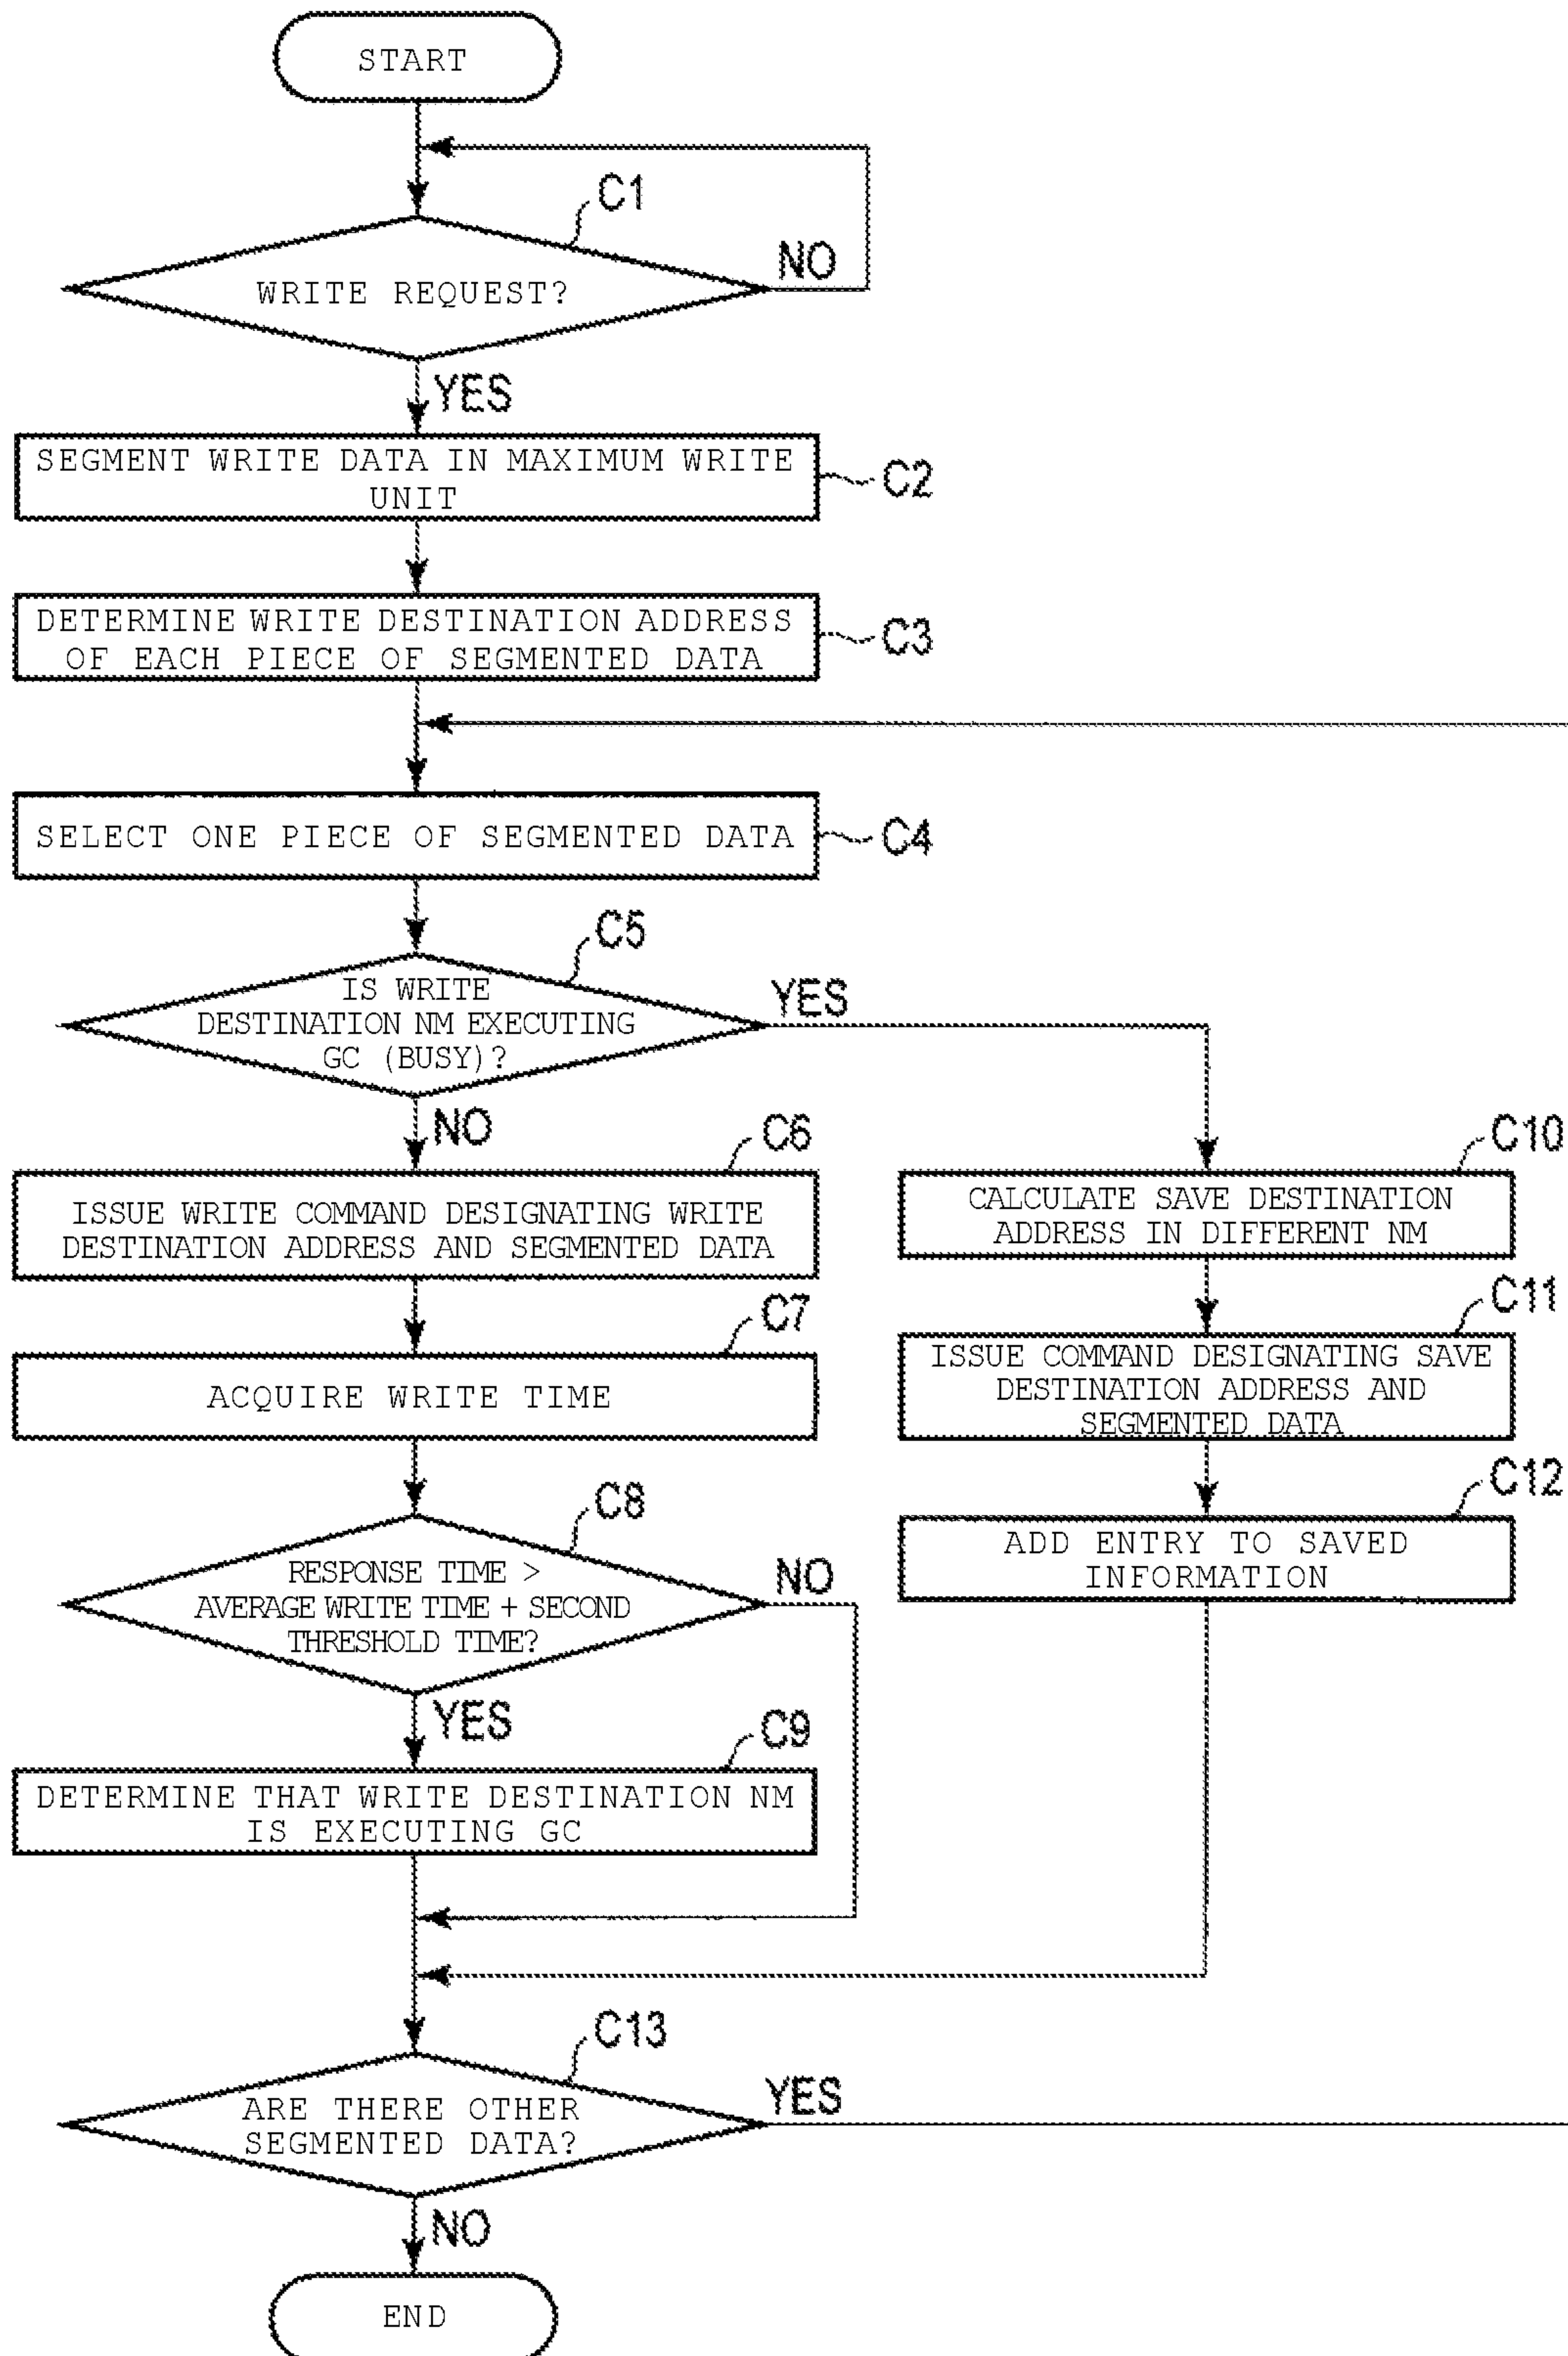 START
C1
WRITE REQUEST?
NO
YES
SEGMENT WRITE DATA IN MAXIMUM WRITE
UNIT
C2
DETERMINE WRITE DESTINATION ADDRESS
OF EACH PIECE OF SEGMENTED DATA
C3
SELECT ONE PIECE OF SEGMENTED DATA
C4
C5
IS WRITE
DESTINATION NM EXECUTING
GC (BUSY)?
YES
NO
C6
ISSUE WRITE COMMAND DESIGNATING WRITE
DESTINATION ADDRESS AND SEGMENTED DATA
C7
ACQUIRE WRITE TIME
C8
RESPONSE TIME >
AVERAGE WRITE TIME + SECOND
THRESHOLD TIME?
NO
YES
C9
DETERMINE THAT WRITE DESTINATION NM
IS EXECUTING GC
C10
CALCULATE SAVE DESTINATION
ADDRESS IN DIFFERENT NM
C11
ISSUE COMMAND DESIGNATING SAVE
DESTINATION ADDRESS AND
SEGMENTED DATA
C12
ADD ENTRY TO SAVED
INFORMATION
C13
ARE THERE OTHER
SEGMENTED DATA?
YES
NO
END